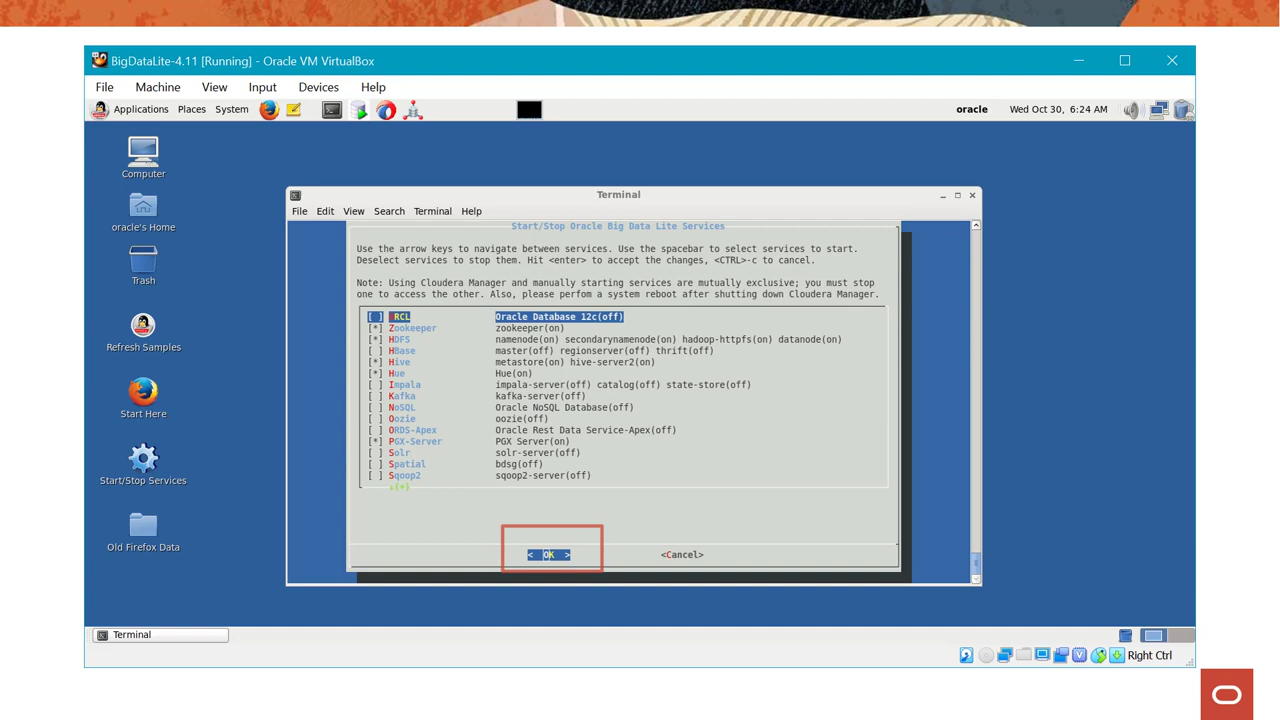 BigDataLite-4.11 [Running] - Oracle VM VirtualBox
File Machine View Input Devices Help
Applications Places System oracle Wed Oct 30, 6:24 AM
Computer
oracle's Home
Trash
Refresh Samples
Start Here
Start/Stop Services
Old Firefox Data
Terminal
File Edit View Search Terminal Help
Start/Stop Oracle Big Data Lite Services
Use the arrow keys to navigate between services. Use the spacebar to select services to start.
Deselect services to stop them. Hit <enter> to accept the changes, <CTRL>-c to cancel.
Note: Using Cloudera Manager and manually starting services are mutually exclusive; you must stop
one to access the other. Also, please perfom a system reboot after shutting down Cloudera Manager.
[ ] ORCL Oracle Database 12c(off)
[*] Zookeeper zookeeper(on)
[*] HDFS namenode(on) secondarynamenode(on) hadoop-httpfs(on) datanode(on)
[ ] HBase master(off) regionserver(off) thrift(off)
[*] Hive metastore(on) hive-server2(on)
[*] Hue Hue(on)
[ ] Impala impala-server(off) catalog(off) state-store(off)
[ ] Kafka kafka-server(off)
[ ] NoSQL Oracle NoSQL Database(off)
[ ] Oozie oozie(off)
[ ] ORDS-Apex Oracle Rest Data Service-Apex(off)
[*] PGX-Server PGX Server(on)
[ ] Solr solr-server(off)
[ ] Spatial bdsg(off)
[ ] Sqoop2 sqoop2-server(off)
↓(+)
< OK > <Cancel>
Terminal
Right Ctrl